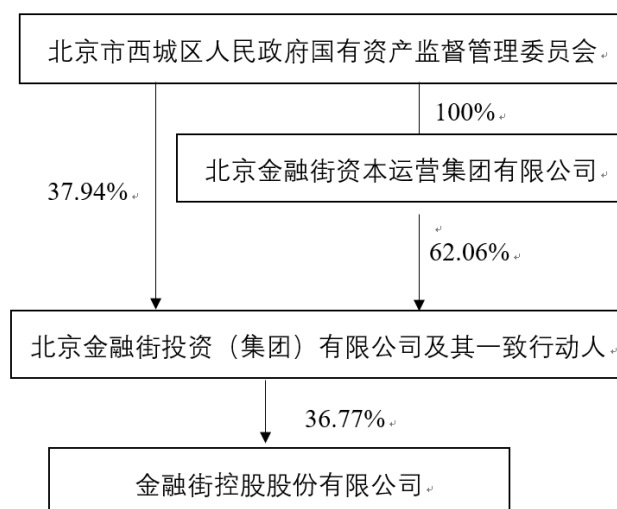 北京市西城区人民政府国有资产监督管理委员会
100%
北京金融街资本运营集团有限公司
37.94%
62.06%
北京金融街投资（集团）有限公司及其一致行动人
36.77%
金融街控股股份有限公司